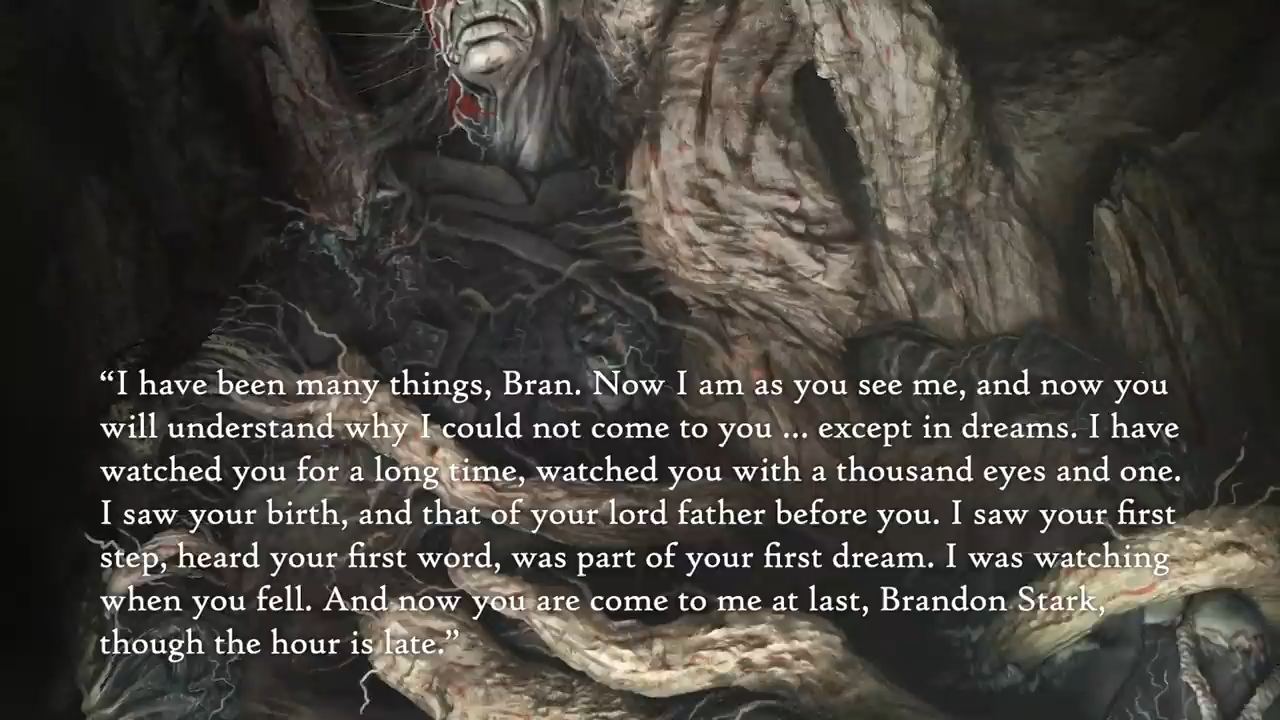 “I have been many things, Bran. Now I am as you see me, and now you
will understand why I could not come to you ... except in dreams. I have
watched you for a long time, watched you with a thousand eyes and one.
I saw your birth, and that of your lord father before you. I saw your first
step, heard your first word, was part of your first dream. I was watching
when you fell. And now you are come to me at last, Brandon Stark,
though the hour is late.”